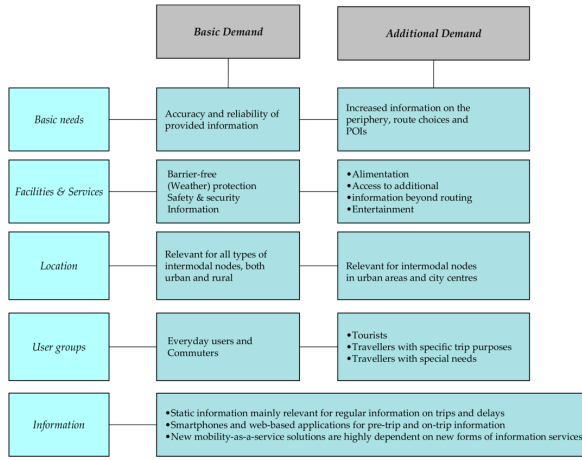 Basic Demand
Additional Demand
Basic needs
Accuracy and reliability of
provided information
Increased information on the
periphery, route choices and
POIs
Facilities & Services
Barrier-free
(Weather) protection
Safety & security
Information
•Alimentation
•Access to additional
•information beyond routing
•Entertainment
Location
Relevant for all types of
intermodal nodes, both
urban and rural
Relevant for intermodal nodes
in urban areas and city centres
User groups
Everyday users and
Commuters
•Tourists
•Travellers with specific trip purposes
•Travellers with special needs
Information
•Static information mainly relevant for regular information on trips and delays
•Smartphones and web-based applications for pre-trip and on-trip information
•New mobility-as-a-service solutions are highly dependent on new forms of information services